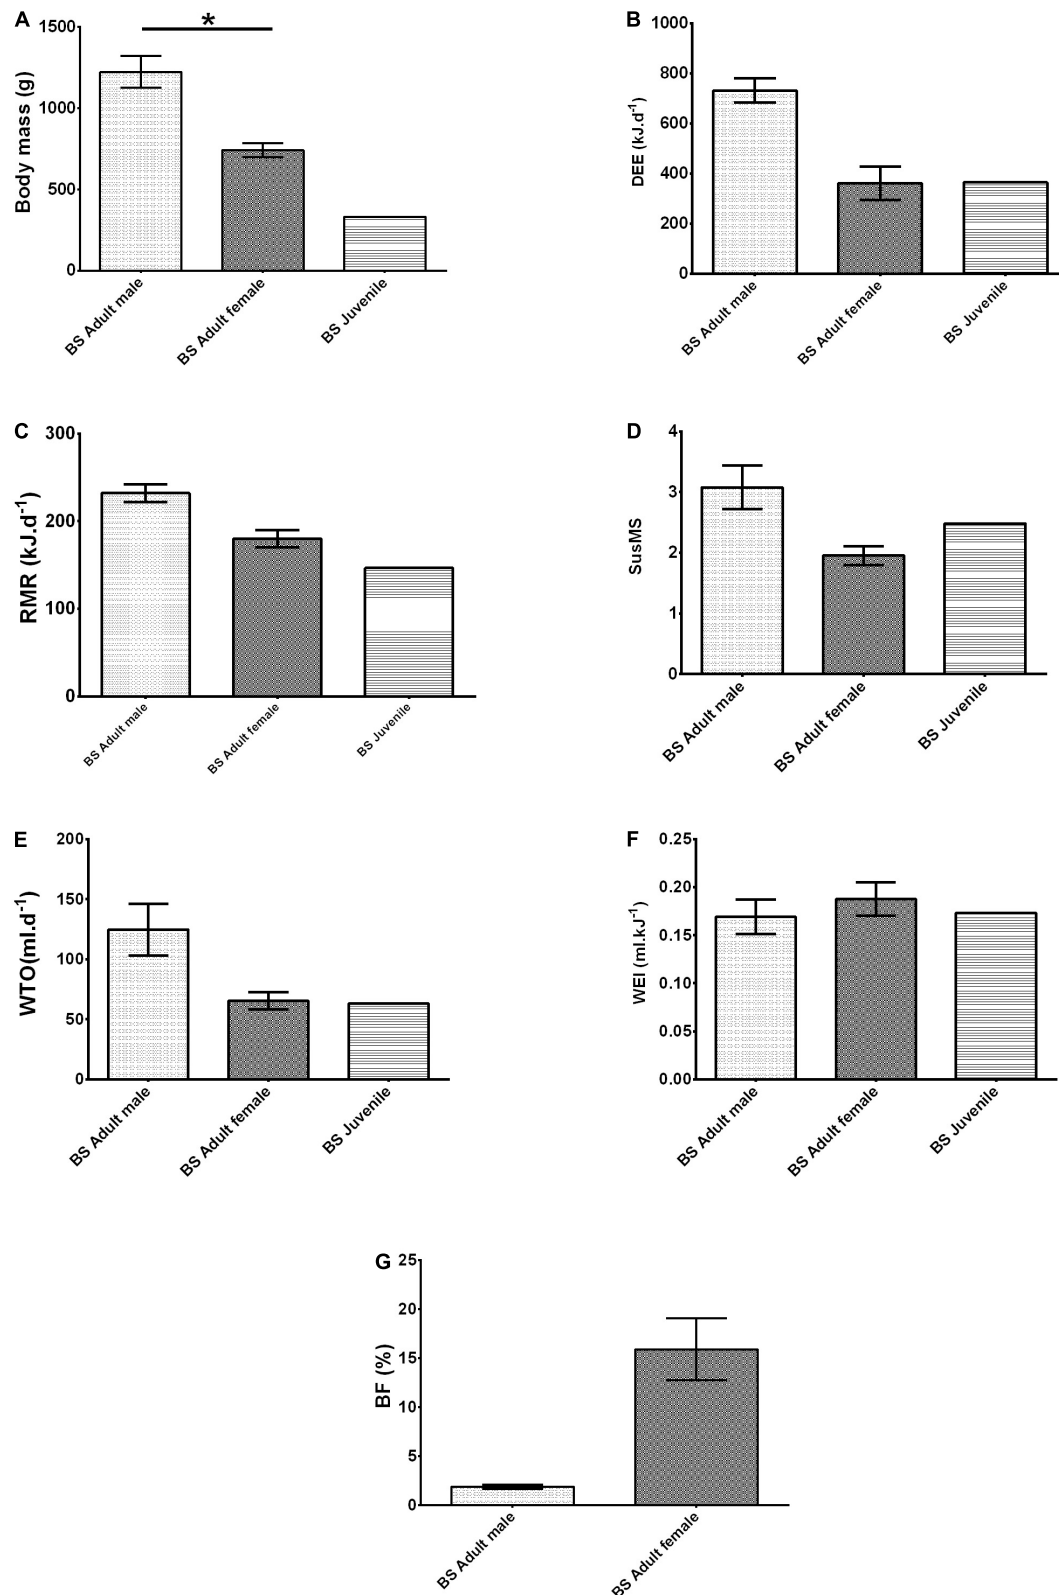 A
*
Body mass (g)
1500
1000
500
0
BS Adult male
BS Adult female
BS Juvenile
B
DEE (kJ.d-1)
1000
800
600
400
200
0
BS Adult male
BS Adult female
BS Juvenile
C
RMR (kJ.d-1)
300
200
100
0
BS Adult male
BS Adult female
BS Juvenile
D
SusMS
4
3
2
1
0
BS Adult male
BS Adult female
BS Juvenile
E
WTO(ml.d-1)
200
150
100
50
0
BS Adult male
BS Adult female
BS Juvenile
F
WEI (ml.kJ-1)
0.25
0.20
0.15
0.10
0.05
0.00
BS Adult male
BS Adult female
BS Juvenile
G
BF (%)
25
20
15
10
5
0
BS Adult male
BS Adult female